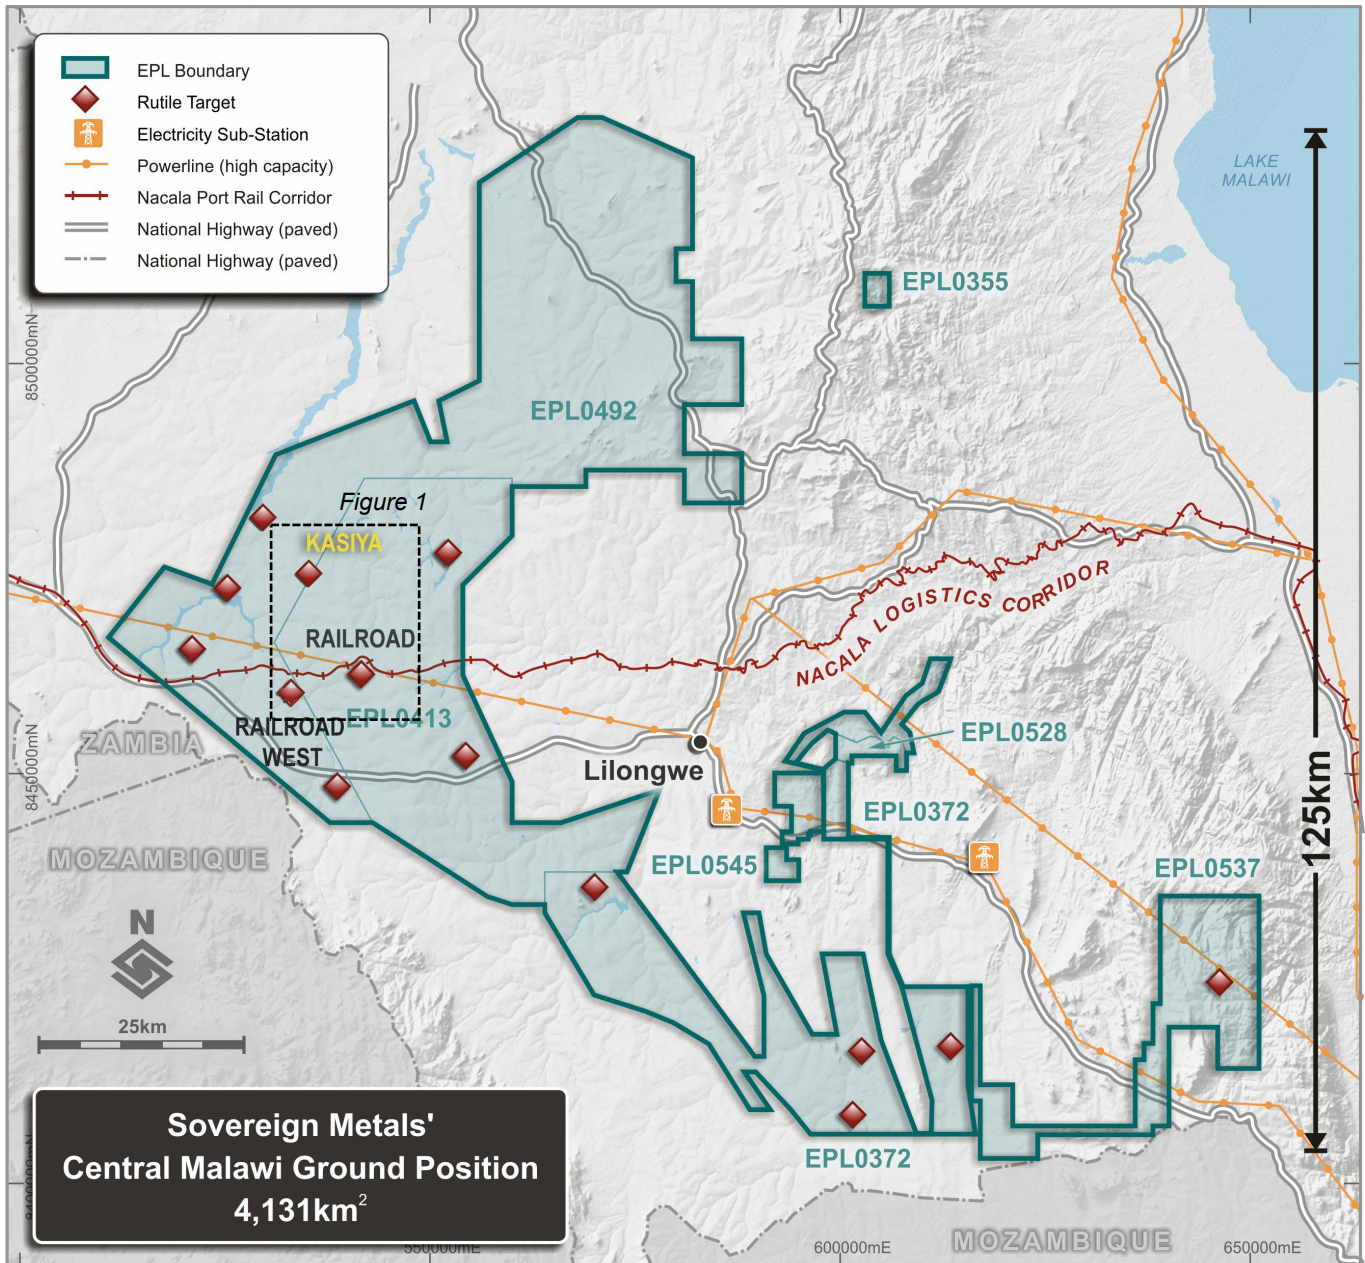 EPL Boundary
Rutile Target
Electricity Sub-Station
Powerline (high capacity)
Nacala Port Rail Corridor
National Highway (paved)
National Highway (paved)
LAKE
MALAWI
EPL0355
8500000mN
EPL0492
Figure 1
KASIYA
RAILROAD
NACALA LOGISTICS CORRIDOR
EPL0413
RAILROAD
WEST
ZAMBIA
EPL0528
Lilongwe
8450000mN
125km
EPL0372
MOZAMBIQUE
EPL0545
EPL0537
N
25km
Sovereign Metals'
Central Malawi Ground Position
4,131km2
EPL0372
8400000mN
MOZAMBIQUE
550000mE
600000mE
650000mE